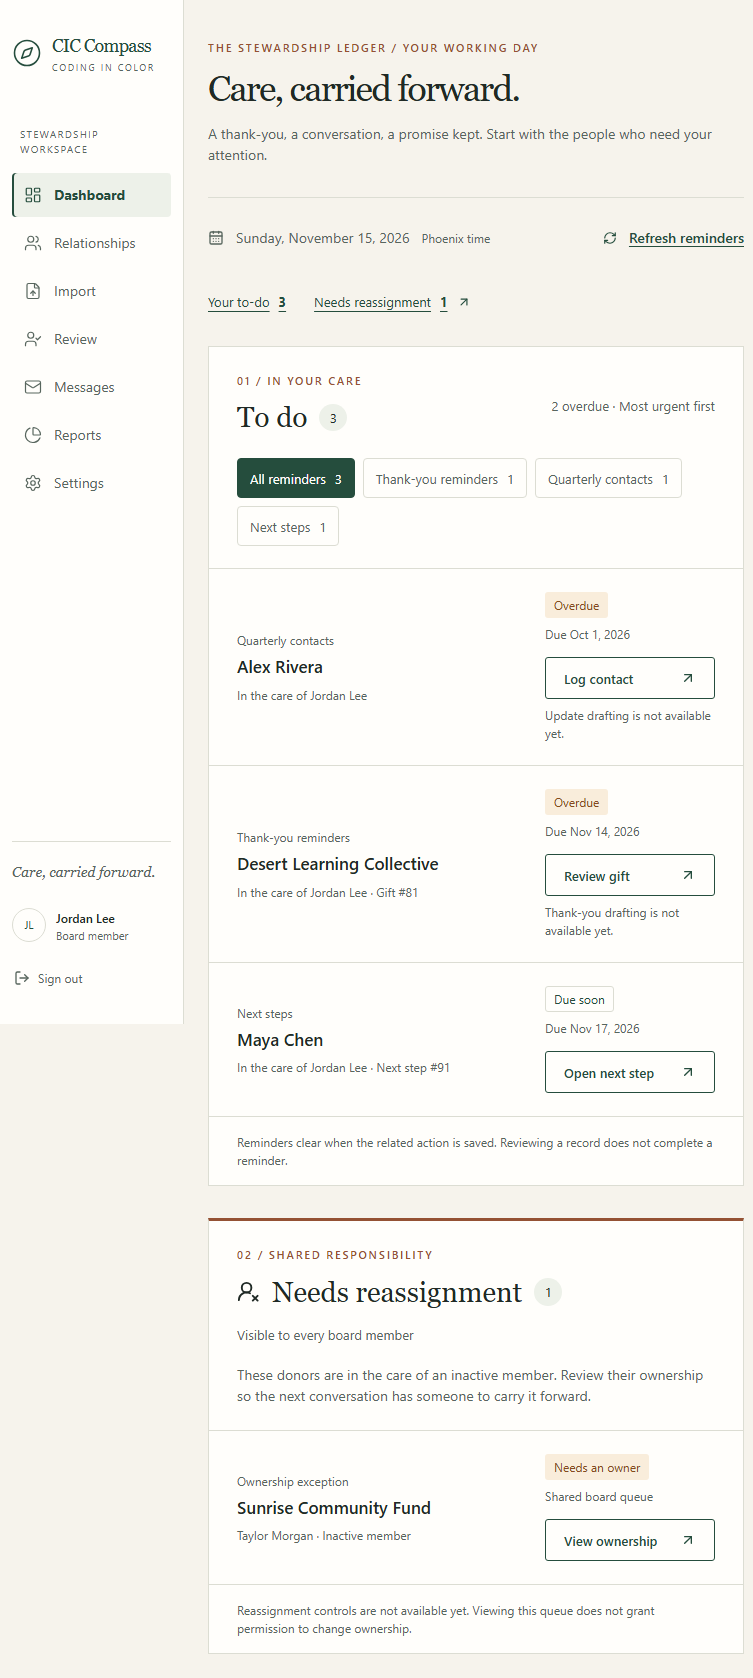 CIC Compass
CODING IN COLOR
STEWARDSHIP
WORKSPACE
Dashboard
Relationships
Import
Review
Messages
Reports
Settings
Care, carried forward.
JL
Jordan Lee
Board member
Sign out
THE STEWARDSHIP LEDGER / YOUR WORKING DAY
Care, carried forward.
A thank-you, a conversation, a promise kept. Start with the people who need your
attention.
Sunday, November 15, 2026 Phoenix time
Refresh reminders
Your to-do 3
Needs reassignment 1
01 / IN YOUR CARE
To do 3
2 overdue · Most urgent first
All reminders 3
Thank-you reminders 1
Quarterly contacts 1
Next steps 1
Quarterly contacts
Alex Rivera
In the care of Jordan Lee
Overdue
Due Oct 1, 2026
Log contact
Update drafting is not available
yet.
Thank-you reminders
Desert Learning Collective
In the care of Jordan Lee · Gift #81
Overdue
Due Nov 14, 2026
Review gift
Thank-you drafting is not
available yet.
Next steps
Maya Chen
In the care of Jordan Lee · Next step #91
Due soon
Due Nov 17, 2026
Open next step
Reminders clear when the related action is saved. Reviewing a record does not complete a
reminder.
02 / SHARED RESPONSIBILITY
Needs reassignment 1
Visible to every board member
These donors are in the care of an inactive member. Review their ownership
so the next conversation has someone to carry it forward.
Ownership exception
Sunrise Community Fund
Taylor Morgan · Inactive member
Needs an owner
Shared board queue
View ownership
Reassignment controls are not available yet. Viewing this queue does not grant
permission to change ownership.